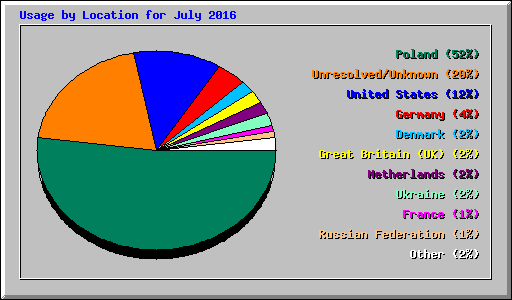 Usage by Location for July 2016
Poland (52%)
Unresolved/Unknown (20%)
United States (12%)
Germany (4%)
Denmark (2%)
Great Britain (UK) (2%)
Netherlands (2%)
Ukraine (2%)
France (1%)
Russian Federation (1%)
Other (2%)